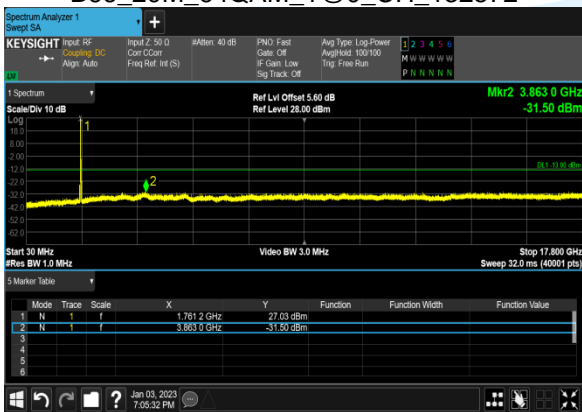 Spectrum Analyzer 1
Swept SA
KEYSIGHT
Input: RF
Coupling: DC
Align: Auto
Input Z: 50 Ω
Corr CCorr
Freq Ref: Int (S)
#Atten: 40 dB
PNO: Fast
Gate: Off
IF Gain: Low
Sig Track: Off
Avg Type: Log-Power
Avg|Hold: 100/100
Trig: Free Run
1 2 3 4 5 6
M W W W W W
P N N N N N
1 Spectrum
Scale/Div 10 dB
Ref Lvl Offset 5.60 dB
Ref Level 28.00 dBm
Mkr2 3.863 0 GHz
-31.50 dBm
Log
18.0
8.00
-2.00
-12.0
-22.0
-32.0
-42.0
-52.0
-62.0
1
2
DL1 -13.00 dBm
Start 30 MHz
#Res BW 1.0 MHz
Video BW 3.0 MHz
Stop 17.800 GHz
Sweep 32.0 ms (40001 pts)
5 Marker Table
Mode Trace Scale X Y Function Function Width Function Value
1 N 1 f 1.761 2 GHz 27.03 dBm
2 N 1 f 3.863 0 GHz -31.50 dBm
3
4
5
6
Jan 03, 2023
7:05:32 PM